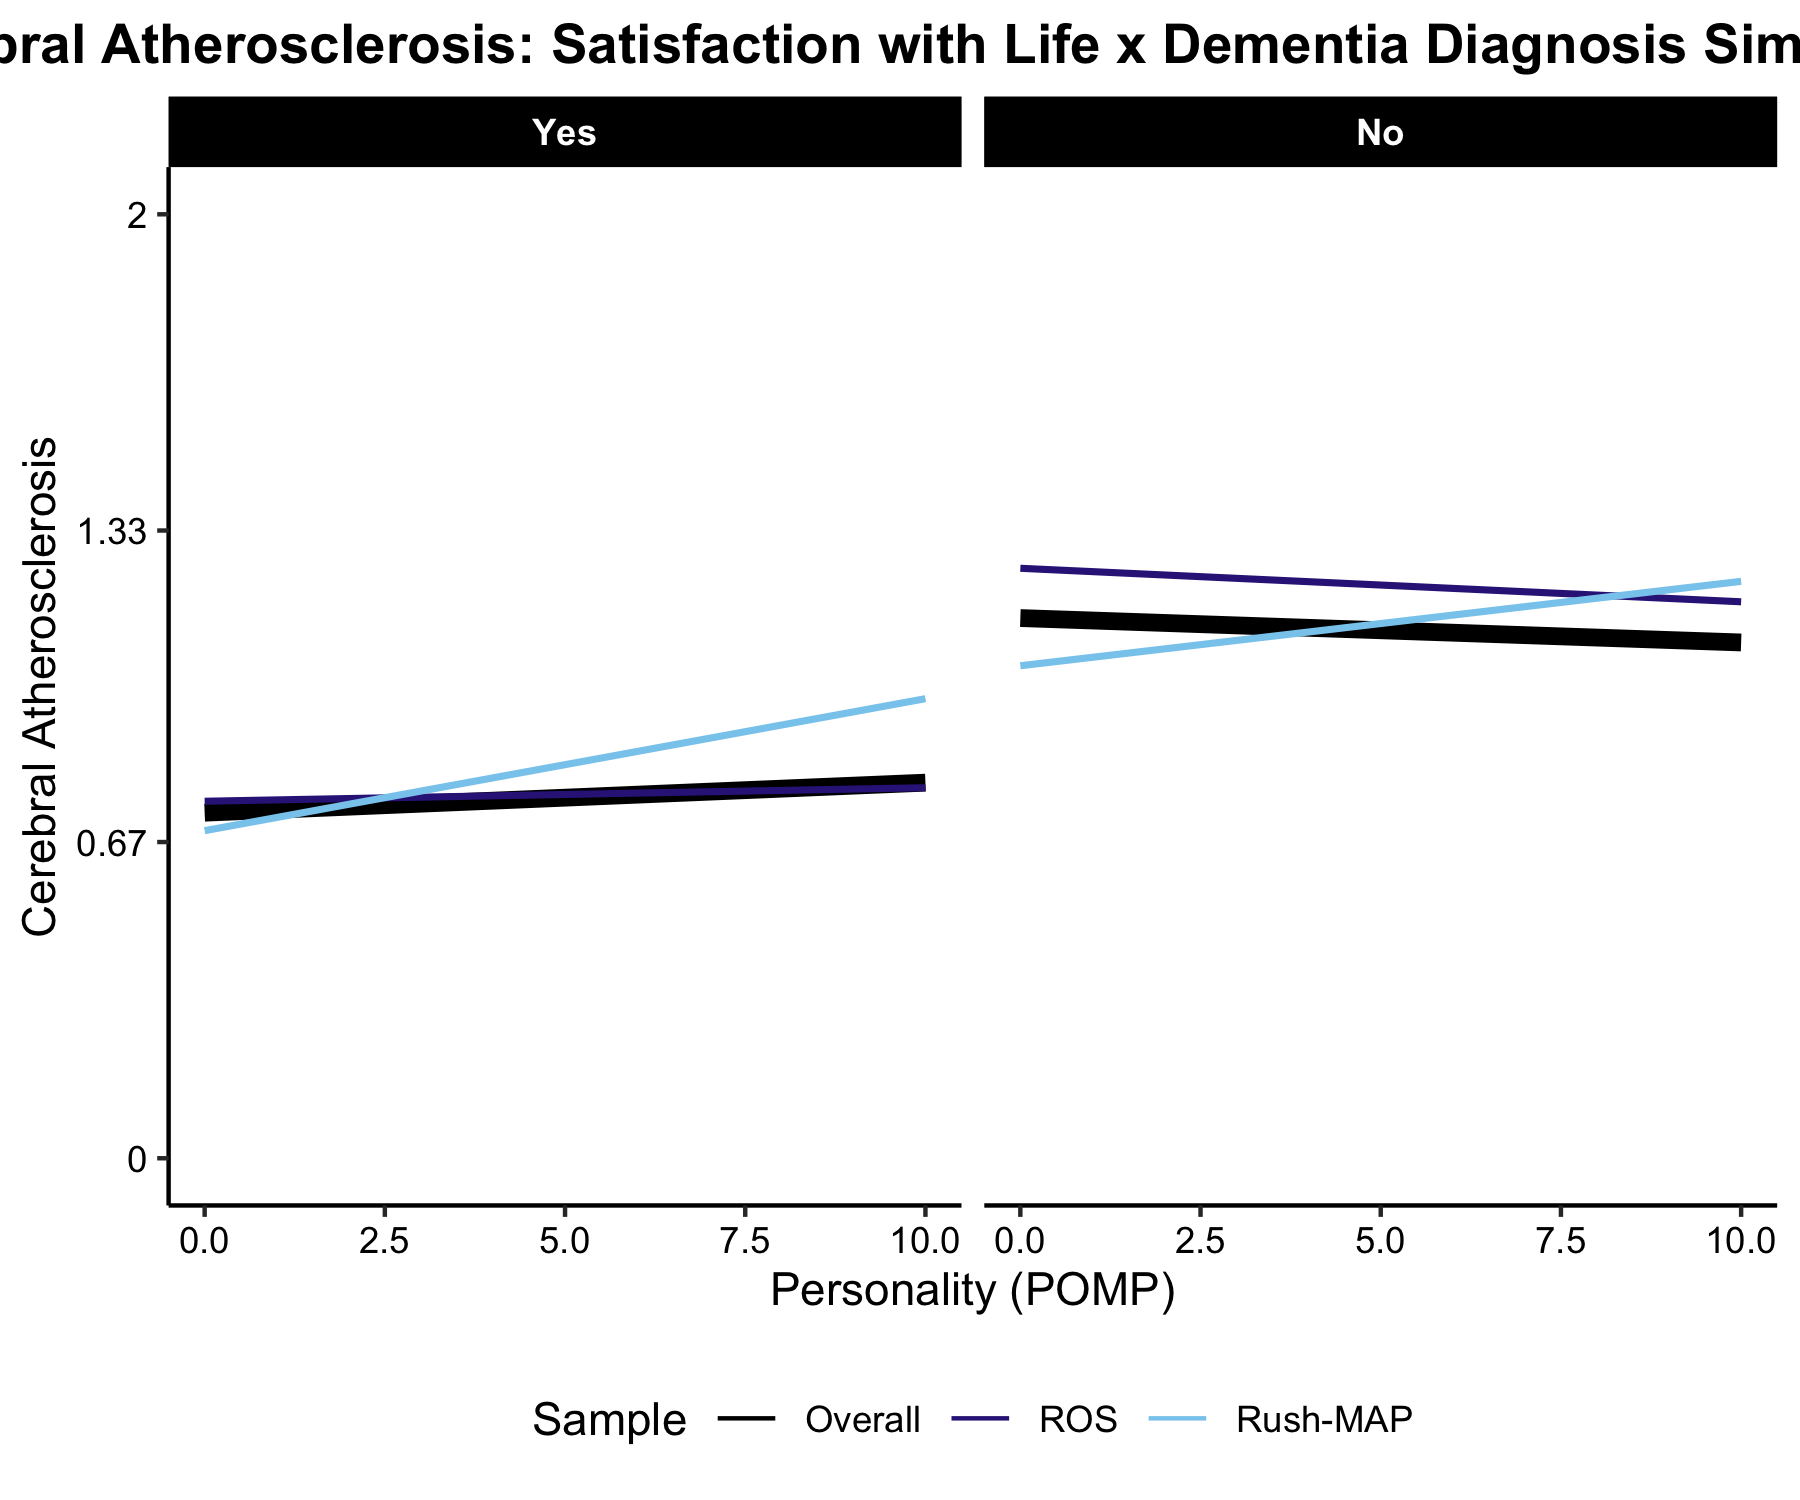 Atherosclerosis: Satisfaction with Life x Dementia Diagnosis
Yes No
2
1.33
0.67
0
Cerebral Atherosclerosis
0.0 2.5 5.0 7.5 10.0 0.0 2.5 5.0 7.5 10.0
Personality (POMP)
Sample Overall ROS Rush-MAP